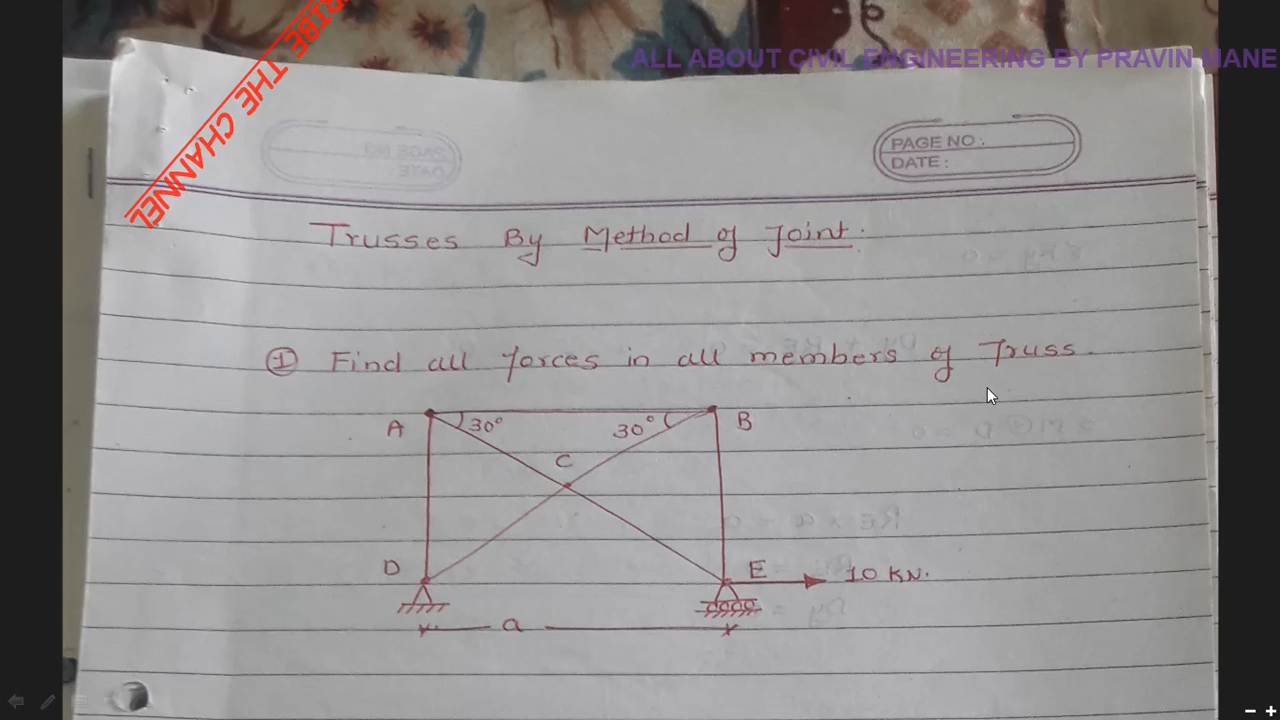 SUBSCRIBE THE CHANNEL
ALL ABOUT CIVIL ENGINEERING BY PRAVIN MANE
PAGE NO:
DATE:
Trusses By Method of Joint.
① Find all forces in all members of Truss.
A 30° 30° B
C
D E 10 KN.
a